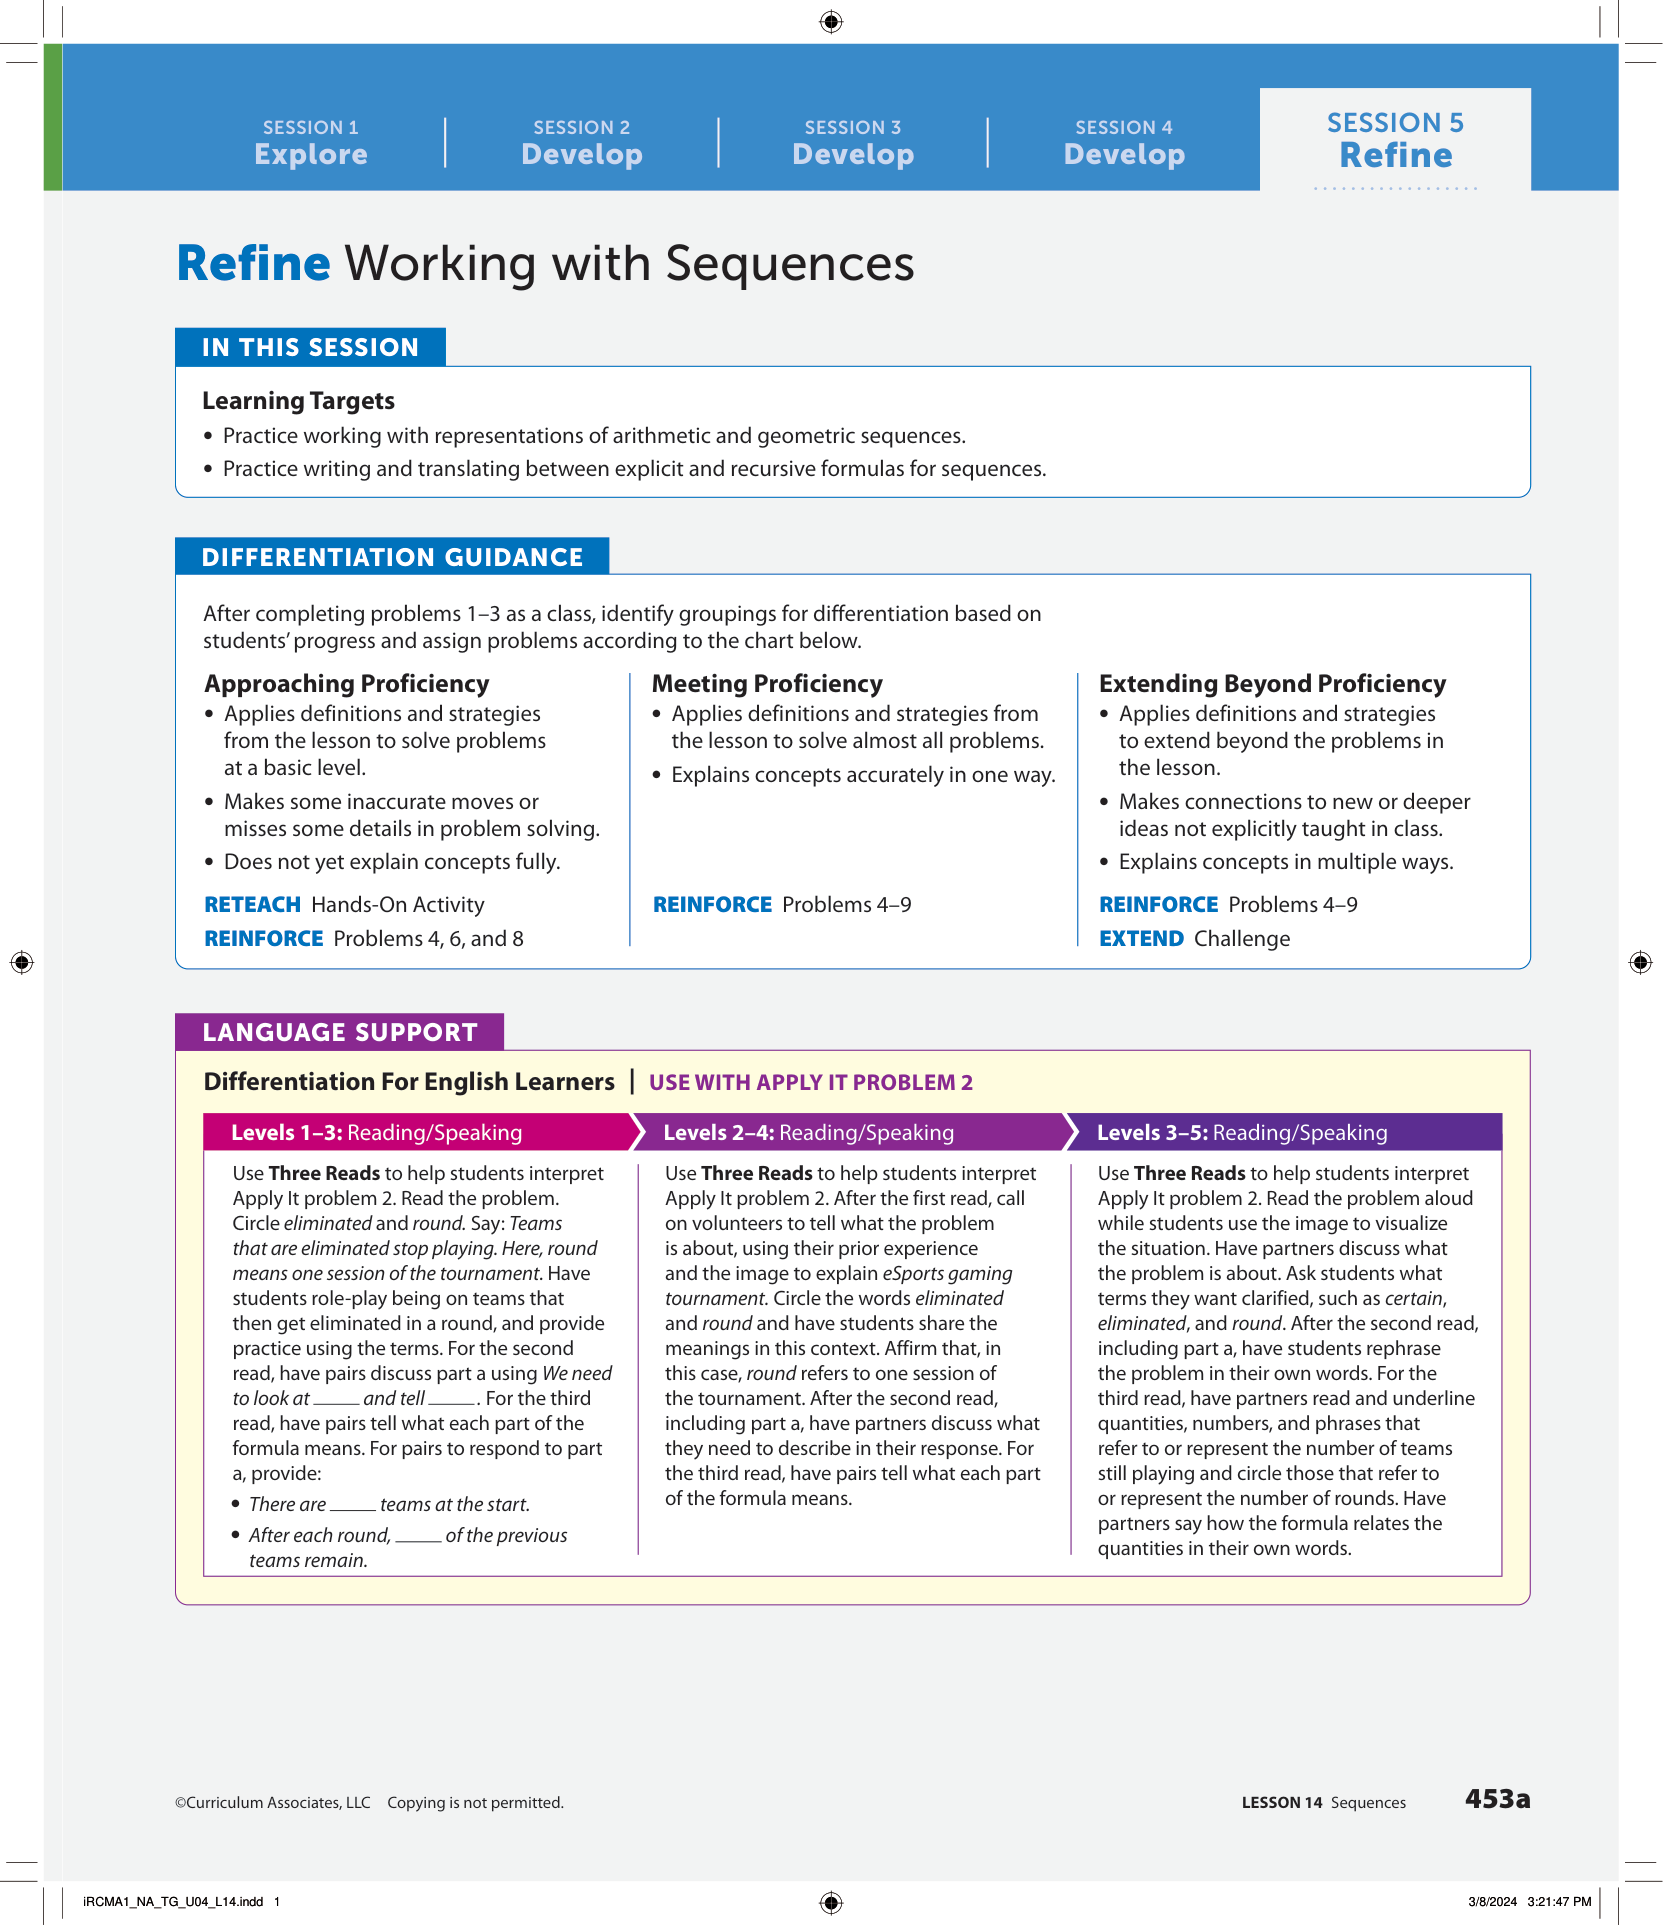 SESSION 1
Explore
SESSION 2
Develop
SESSION 3
Develop
SESSION 4
Develop
SESSION 5
Refine
Refine Working with Sequences
IN THIS SESSION
Learning Targets
• Practice working with representations of arithmetic and geometric sequences.
• Practice writing and translating between explicit and recursive formulas for sequences.
DIFFERENTIATION GUIDANCE
After completing problems 1–3 as a class, identify groupings for differentiation based on
students’ progress and assign problems according to the chart below.
Approaching Proficiency
• Applies definitions and strategies
from the lesson to solve problems
at a basic level.
• Makes some inaccurate moves or
misses some details in problem solving.
• Does not yet explain concepts fully.
RETEACH Hands-On Activity
REINFORCE Problems 4, 6, and 8
Meeting Proficiency
• Applies definitions and strategies from
the lesson to solve almost all problems.
• Explains concepts accurately in one way.
REINFORCE Problems 4–9
Extending Beyond Proficiency
• Applies definitions and strategies
to extend beyond the problems in
the lesson.
• Makes connections to new or deeper
ideas not explicitly taught in class.
• Explains concepts in multiple ways.
REINFORCE Problems 4–9
EXTEND Challenge
LANGUAGE SUPPORT
Differentiation For English Learners | USE WITH APPLY IT PROBLEM 2
Levels 1–3: Reading/Speaking
Use Three Reads to help students interpret
Apply It problem 2. Read the problem.
Circle eliminated and round. Say: Teams
that are eliminated stop playing. Here, round
means one session of the tournament. Have
students role-play being on teams that
then get eliminated in a round, and provide
practice using the terms. For the second
read, have pairs discuss part a using We need
to look at _____ and tell _____. For the third
read, have pairs tell what each part of the
formula means. For pairs to respond to part
a, provide:
• There are _____ teams at the start.
• After each round, _____ of the previous
teams remain.
Levels 2–4: Reading/Speaking
Use Three Reads to help students interpret
Apply It problem 2. After the first read, call
on volunteers to tell what the problem
is about, using their prior experience
and the image to explain eSports gaming
tournament. Circle the words eliminated
and round and have students share the
meanings in this context. Affirm that, in
this case, round refers to one session of
the tournament. After the second read,
including part a, have partners discuss what
they need to describe in their response. For
the third read, have pairs tell what each part
of the formula means.
Levels 3–5: Reading/Speaking
Use Three Reads to help students interpret
Apply It problem 2. Read the problem aloud
while students use the image to visualize
the situation. Have partners discuss what
the problem is about. Ask students what
terms they want clarified, such as certain,
eliminated, and round. After the second read,
including part a, have students rephrase
the problem in their own words. For the
third read, have partners read and underline
quantities, numbers, and phrases that
refer to or represent the number of teams
still playing and circle those that refer to
or represent the number of rounds. Have
partners say how the formula relates the
quantities in their own words.
©Curriculum Associates, LLC Copying is not permitted.
LESSON 14 Sequences 453a
iRCMA1_NA_TG_U04_L14.indd 1
3/8/2024 3:21:47 PM